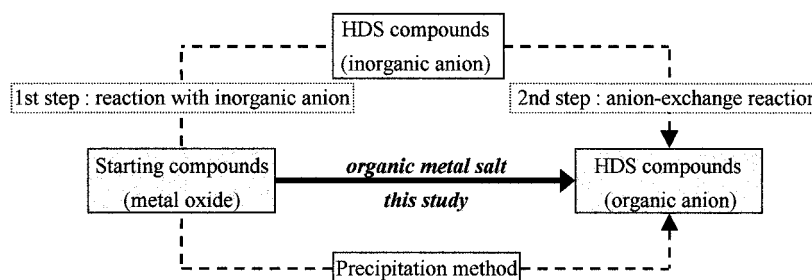 HDS compounds
(inorganic anion)
1st step : reaction with inorganic anion
2nd step : anion-exchange reaction
Starting compounds
(metal oxide)
organic metal salt
this study
HDS compounds
(organic anion)
Precipitation method